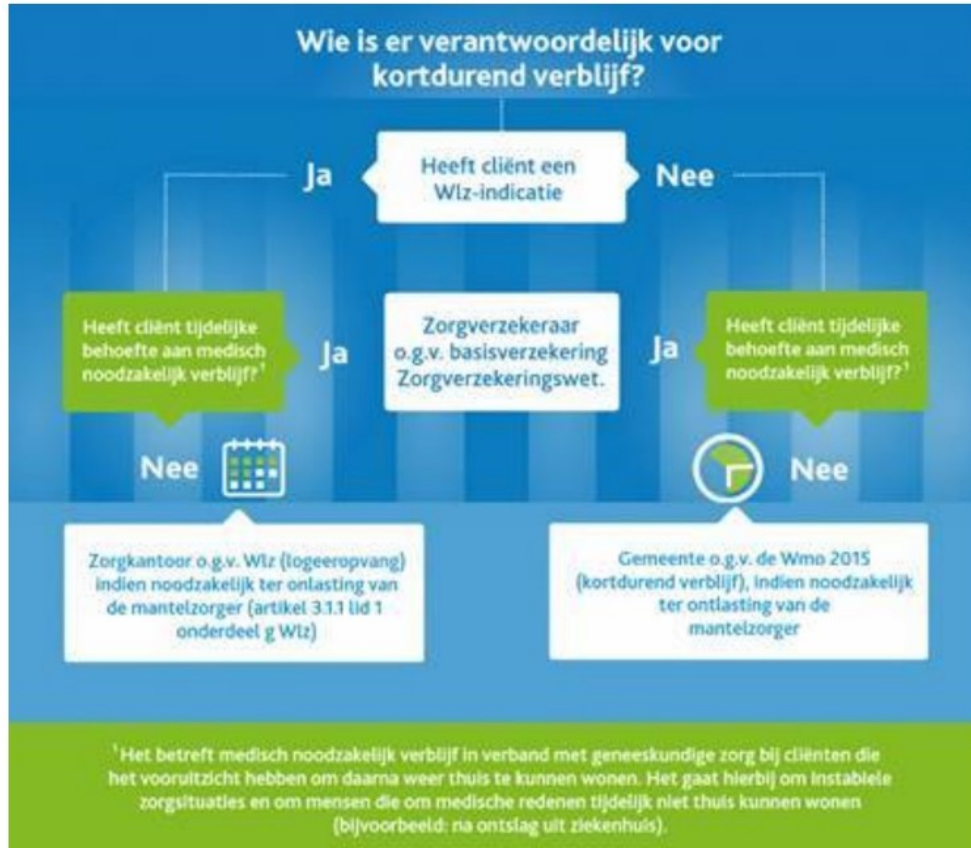 Wie is er verantwoordelijk voor
kortdurend verblijf?
Ja
Heeft cliënt een
Wlz-indicatie
Nee
Heeft cliënt tijdelijke
behoefte aan medisch
noodzakelijk verblijf?¹
Ja
Zorgverzekeraar
o.g.v. basisverzekering
Zorgverzekeringswet.
Ja
Heeft cliënt tijdelijke
behoefte aan medisch
noodzakelijk verblijf?¹
Nee
Nee
Zorgkantoor o.g.v. Wlz (logeeropvang)
indien noodzakelijk ter onlasting van
de mantelzorger (artikel 3.1.1 lid 1
onderdeel g Wlz)
Gemeente o.g.v. de Wmo 2015
(kortdurend verblijf), indien noodzakelijk
ter ontlasting van de
mantelzorger
¹Het betreft medisch noodzakelijk verblijf in verband met geneeskundige zorg bij cliënten die
het vooruitzicht hebben om daarna weer thuis te kunnen wonen. Het gaat hierbij om instabiele
zorgsituaties en om mensen die om medische redenen tijdelijk niet thuis kunnen wonen
(bijvoorbeeld: na ontslag uit ziekenhuis).